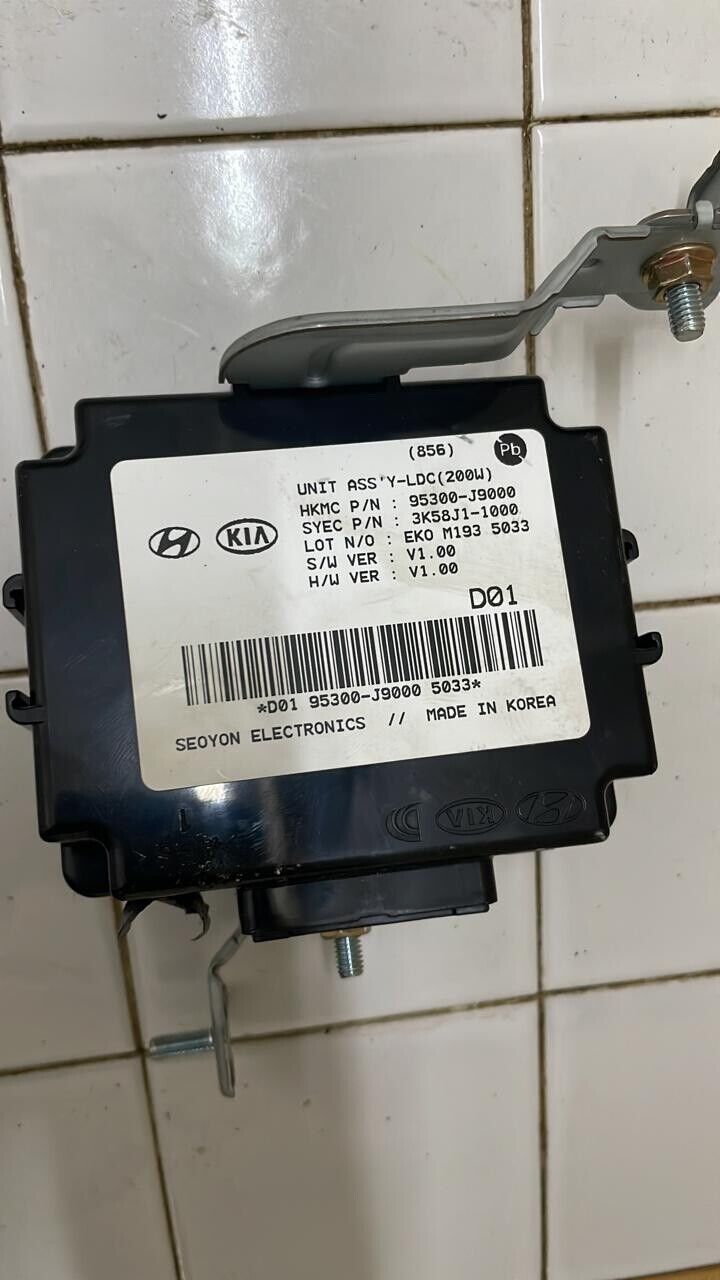 (856)
Pb
UNIT ASS'Y-LDC(200W)
HKMC P/N : 95300-J9000
SYEC P/N : 3K58J1-1000
LOT N/O : EKO M193 5033
S/W VER : V1.00
H/W VER : V1.00
KIA
D01
*D01 95300-J9000 5033*
SEOYON ELECTRONICS // MADE IN KOREA
KIA